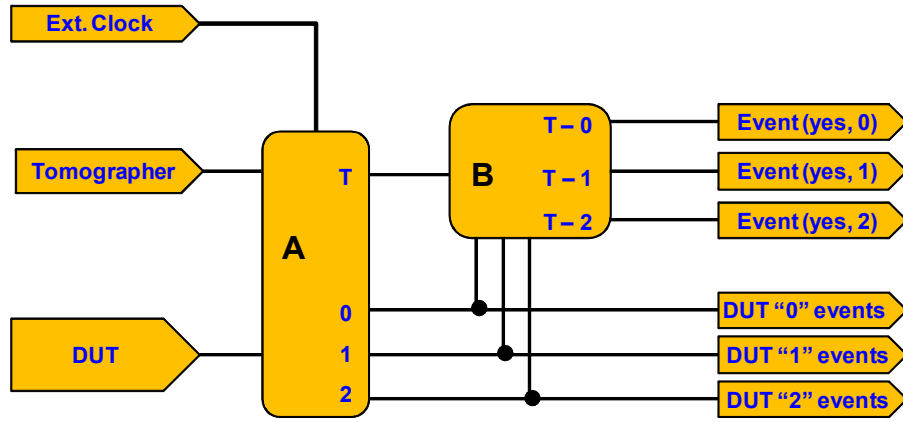 Ext. Clock
Tomographer
DUT
A
T
0
1
2
B
T – 0
T – 1
T – 2
Event (yes, 0)
Event (yes, 1)
Event (yes, 2)
DUT “0” events
DUT “1” events
DUT “2” events